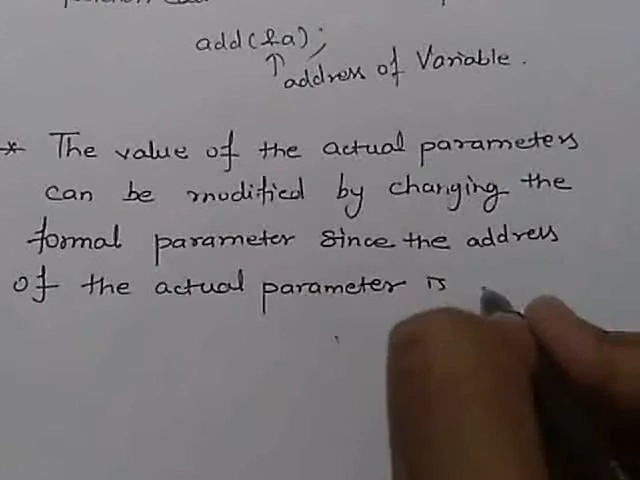 add(&a);
↑ address of Variable.
* The value of the actual parameters
can be modified by changing the
formal parameter since the address
of the actual parameter is